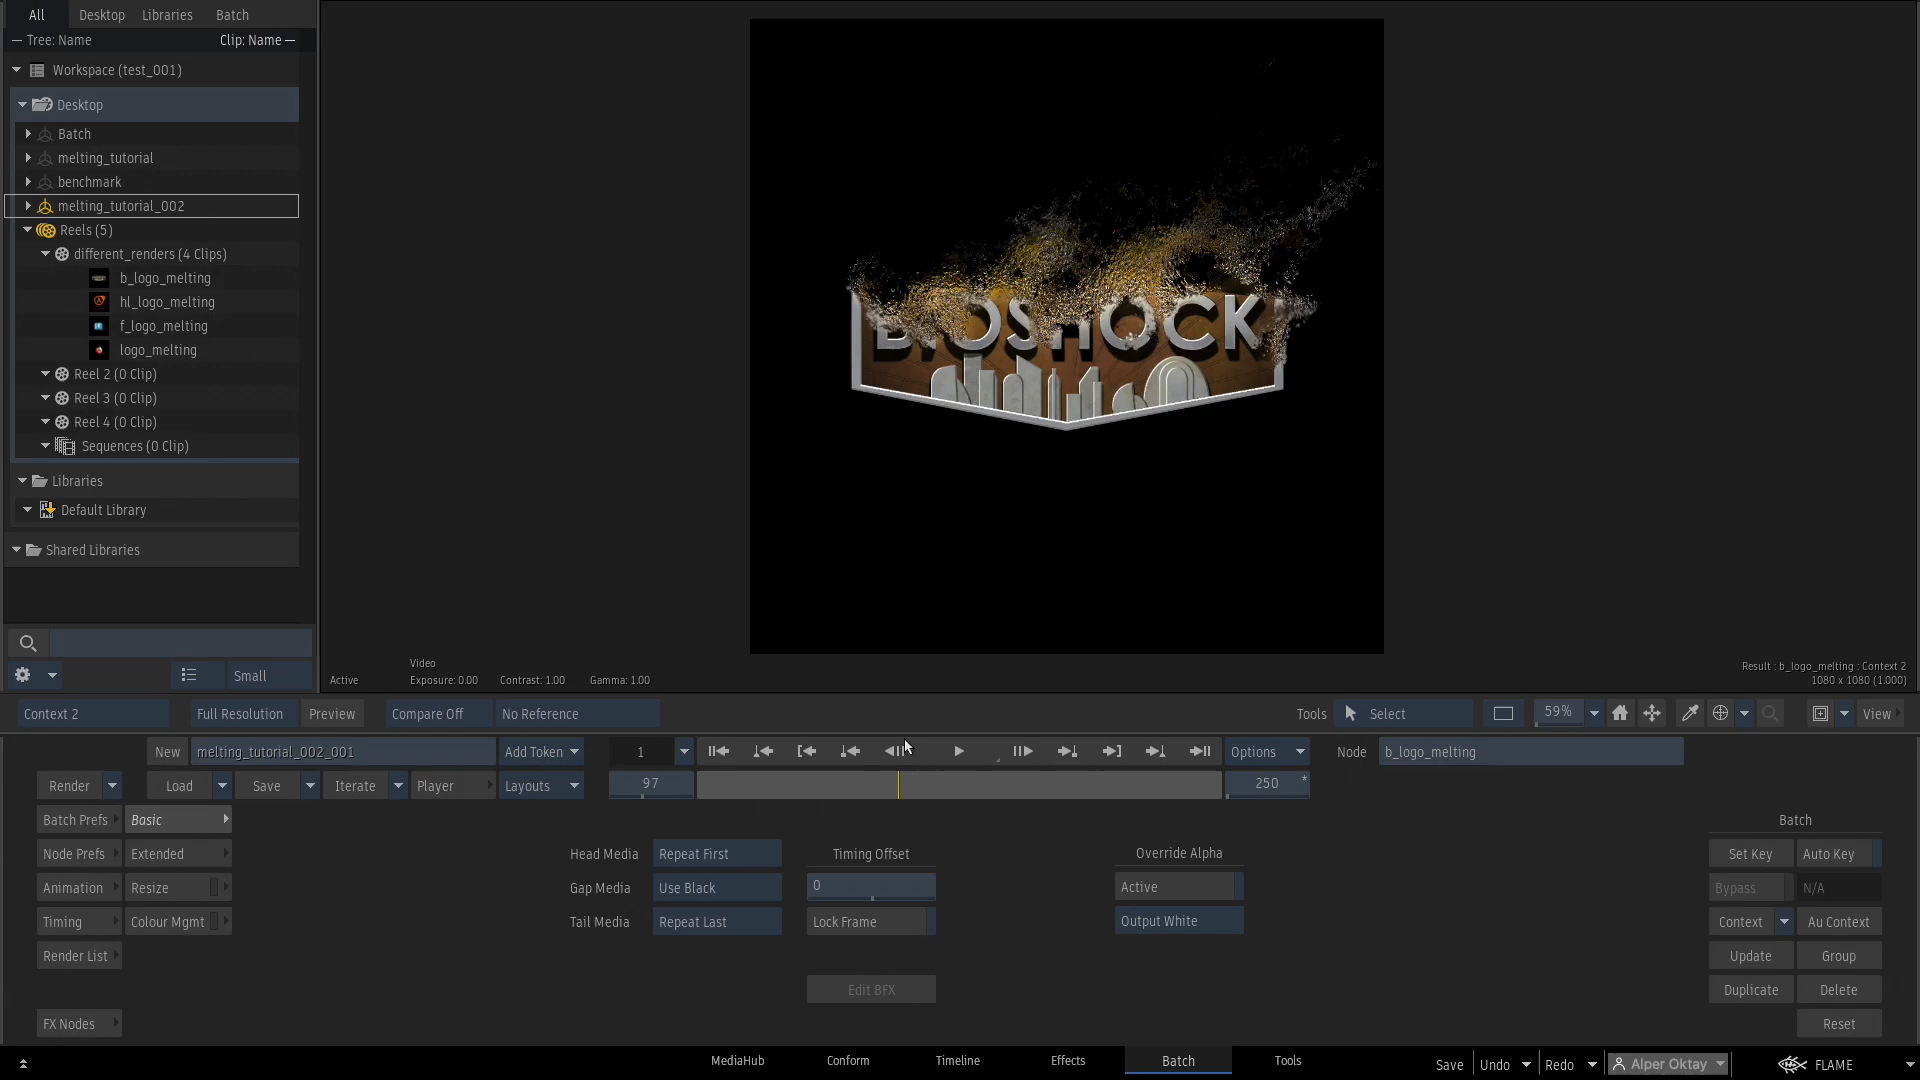 All Desktop Libraries Batch
Tree: Name Clip: Name
Workspace (test_001)
Desktop
Batch
melting_tutorial
benchmark
melting_tutorial_002
Reels (5)
different_renders (4 Clips)
b_logo_melting
hl_logo_melting
f_logo_melting
logo_melting
Reel 2 (0 Clip)
Reel 3 (0 Clip)
Reel 4 (0 Clip)
Sequences (0 Clip)
Libraries
Default Library
Shared Libraries
Small
BIOSHOCK
Video
Active Exposure: 0.00 Contrast: 1.00 Gamma: 1.00
Result : b_logo_melting : Context 2
1080 x 1080 (1.000)
Context 2 Full Resolution Preview Compare Off No Reference Tools Select 59% View
New melting_tutorial_002_001 Add Token 1 Options Node b_logo_melting
Render Load Save Iterate Player Layouts 97 250 *
Batch Prefs Basic Batch
Node Prefs Extended Head Media Repeat First Timing Offset Override Alpha Set Key Auto Key
Animation Resize Gap Media Use Black 0 Active Bypass N/A
Timing Colour Mgmt Tail Media Repeat Last Lock Frame Output White Context Au Context
Render List Update Group
Edit BFX Duplicate Delete
FX Nodes Reset
MediaHub Conform Timeline Effects Batch Tools Save Undo Redo Alper Oktay FLAME